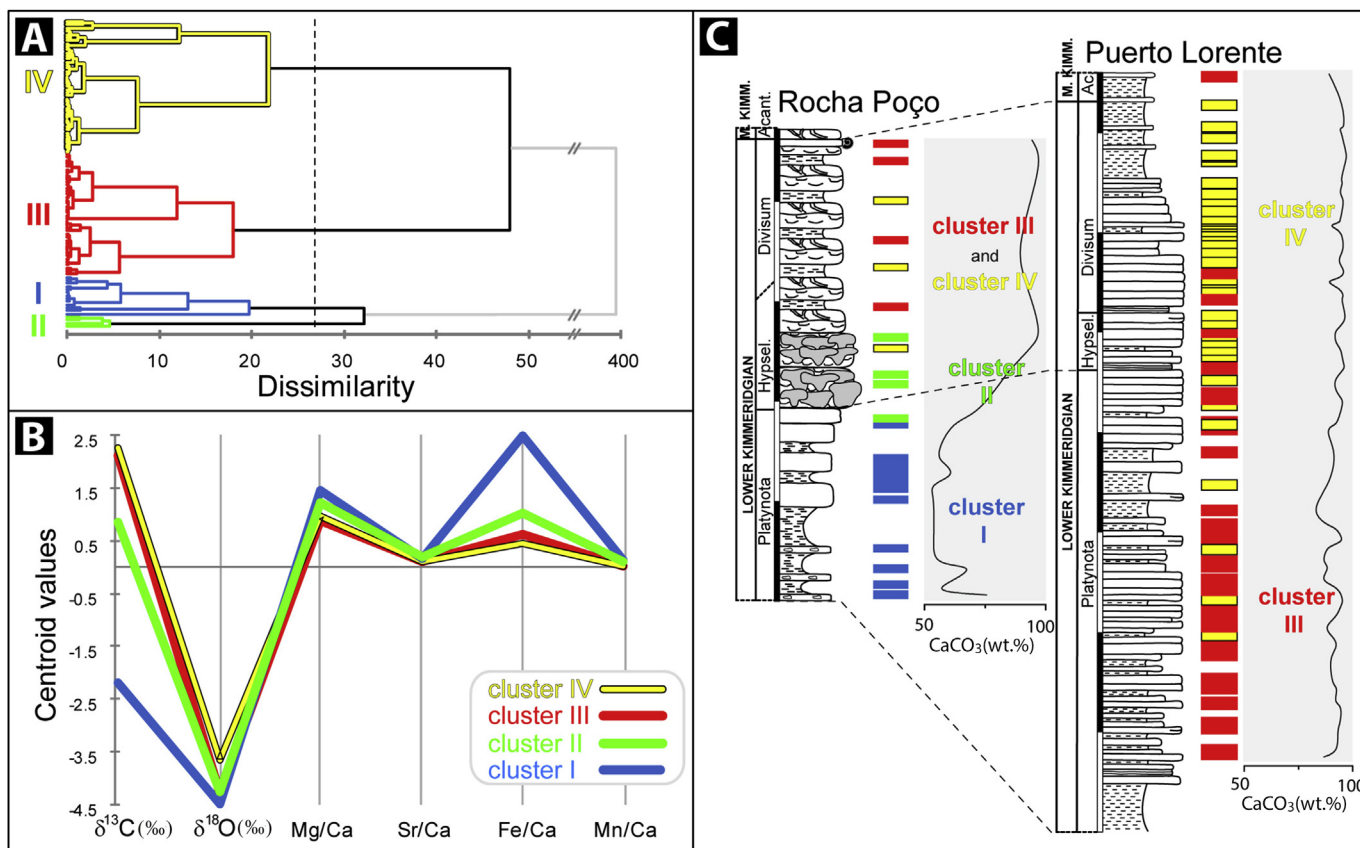 A
IV
III
I
II
0
10
20
30
40
400
Dissimilarity
B
2.5
1.5
0.5
-0.5
-1.5
-2.5
-3.5
-4.5
Centroid values
cluster IV
cluster III
cluster II
cluster I
δ¹³C(‰)
δ¹⁸O(‰)
Mg/Ca
Sr/Ca
Fe/Ca
Mn/Ca
C
Rocha Poço
M. KIMM.
Acant.
LOWER KIMMERIDGIAN
Divisum
Hypsel.
Platynota
cluster III
and
cluster IV
cluster
II
cluster
I
50
100
CaCO₃(wt.%)
Puerto Lorente
M. KIMM.
Ac.
LOWER KIMMERIDGIAN
Divisum
Hypsel.
Platynota
cluster
IV
cluster
III
50
100
CaCO₃(wt.%)